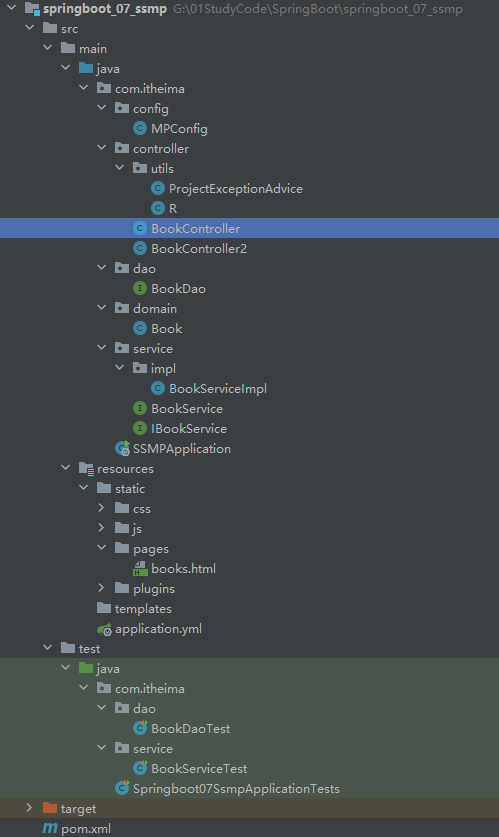 springboot_07_ssmp G:\01StudyCode\SpringBoot\springboot_07_ssmp
src
main
java
com.itheima
config
MPConfig
controller
utils
ProjectExceptionAdvice
R
BookController
BookController2
dao
BookDao
domain
Book
service
impl
BookServiceImpl
BookService
IBookService
SSMPApplication
resources
static
css
js
pages
books.html
plugins
templates
application.yml
test
java
com.itheima
dao
BookDaoTest
service
BookServiceTest
Springboot07SsmpApplicationTests
target
pom.xml